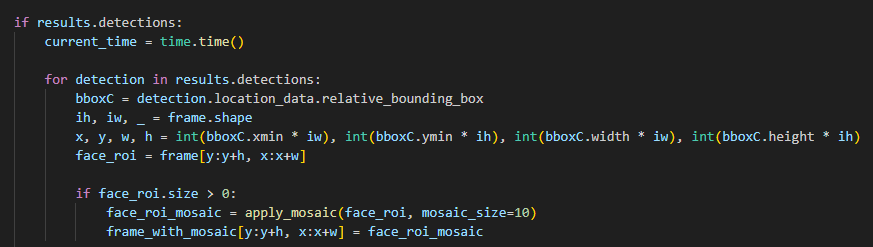 if results.detections:
    current_time = time.time()
    for detection in results.detections:
        bboxC = detection.location_data.relative_bounding_box
        ih, iw, _ = frame.shape
        x, y, w, h = int(bboxC.xmin * iw), int(bboxC.ymin * ih), int(bboxC.width * iw), int(bboxC.height * ih)
        face_roi = frame[y:y+h, x:x+w]
        if face_roi.size > 0:
            face_roi_mosaic = apply_mosaic(face_roi, mosaic_size=10)
            frame_with_mosaic[y:y+h, x:x+w] = face_roi_mosaic